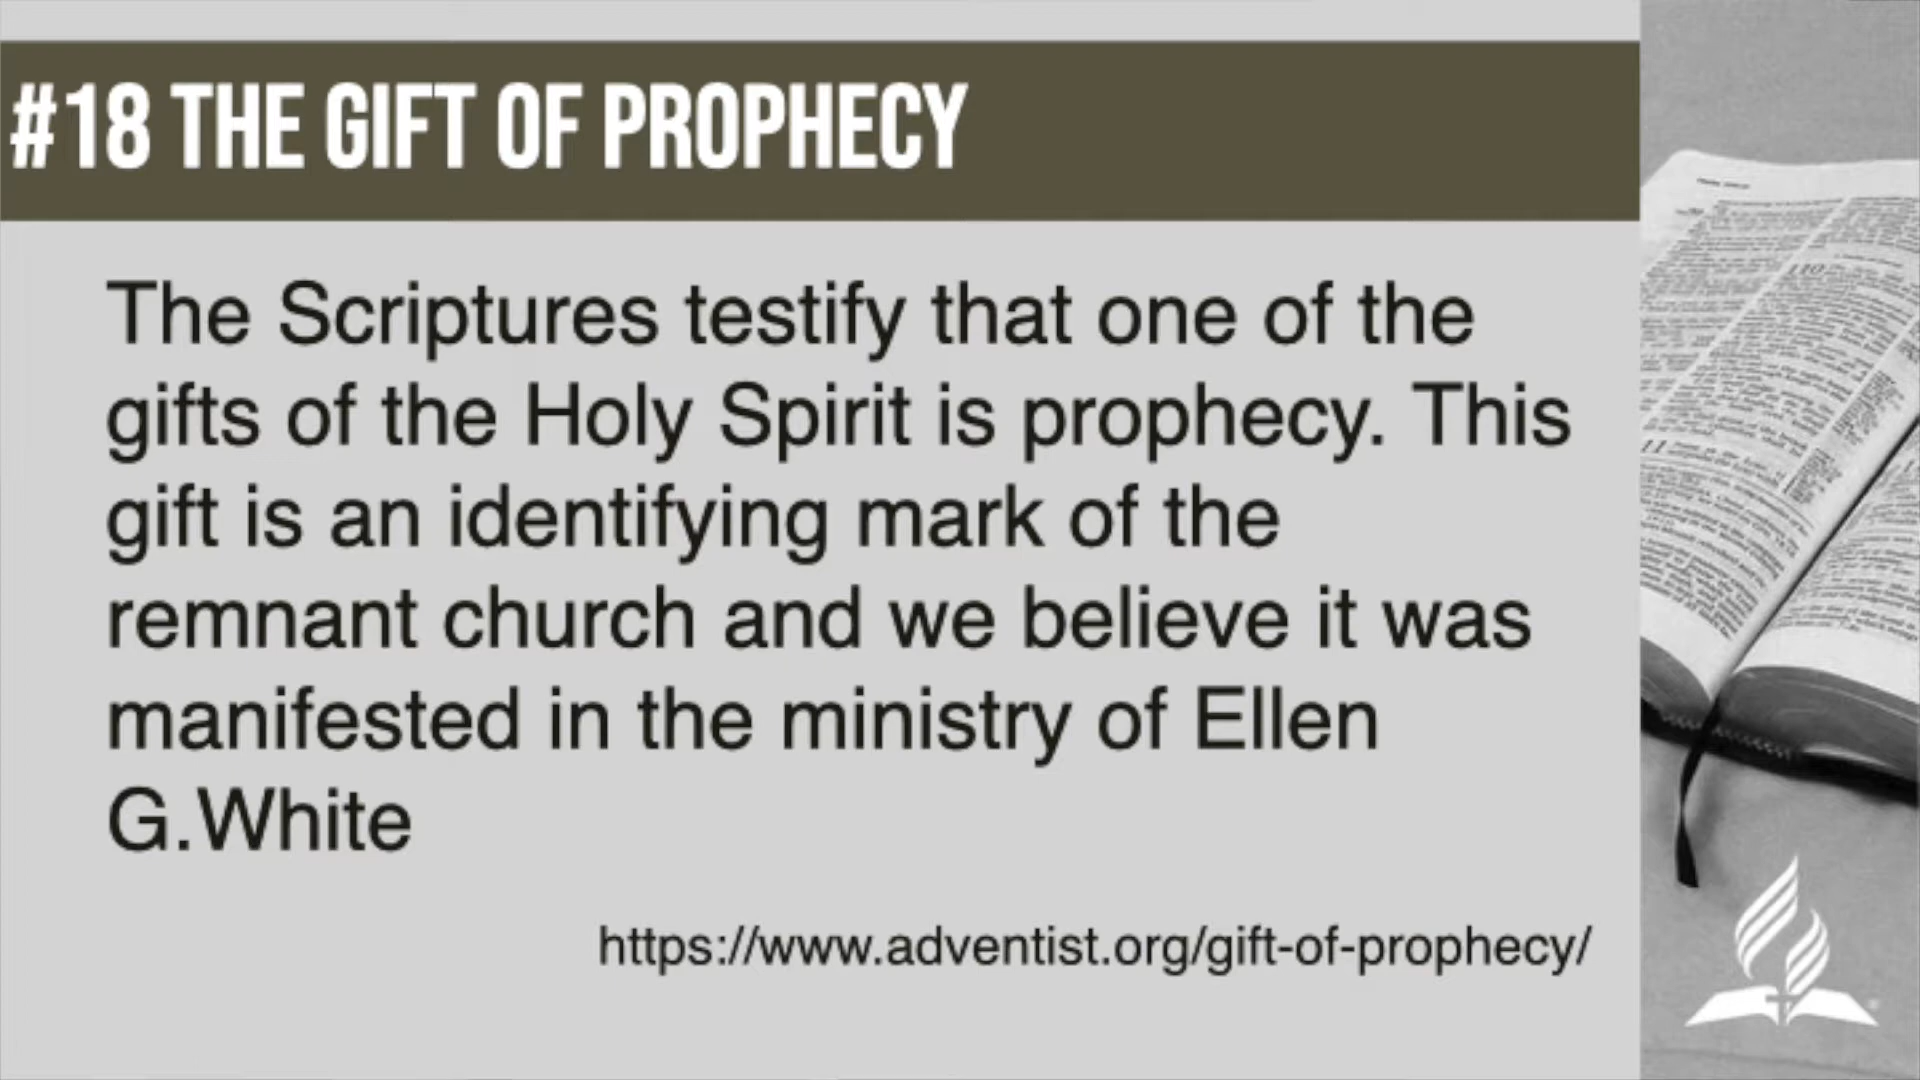 #18 THE GIFT OF PROPHECY
The Scriptures testify that one of the
gifts of the Holy Spirit is prophecy. This
gift is an identifying mark of the
remnant church and we believe it was
manifested in the ministry of Ellen
G.White
https://www.adventist.org/gift-of-prophecy/